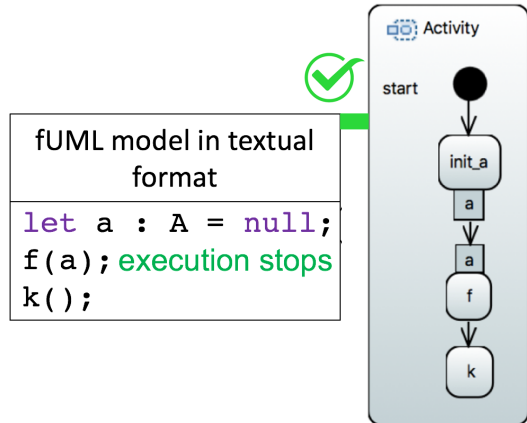 Activity
start
fUML model in textual
format
let a : A = null;
f(a); execution stops
k();
init_a
a
a
f
k